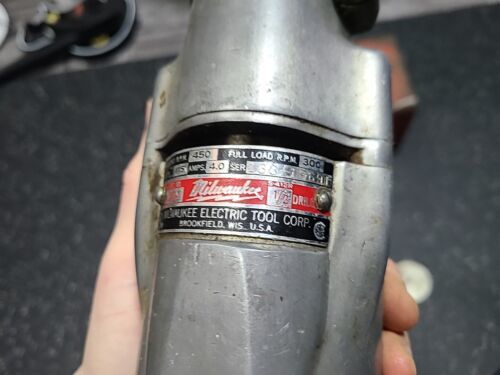 450 FULL LOAD R.P.M. 300
AMPS. 4.0 SER.
Milwaukee 1/2 DRILL
MILWAUKEE ELECTRIC TOOL CORP.
BROOKFIELD, WIS., U.S.A.